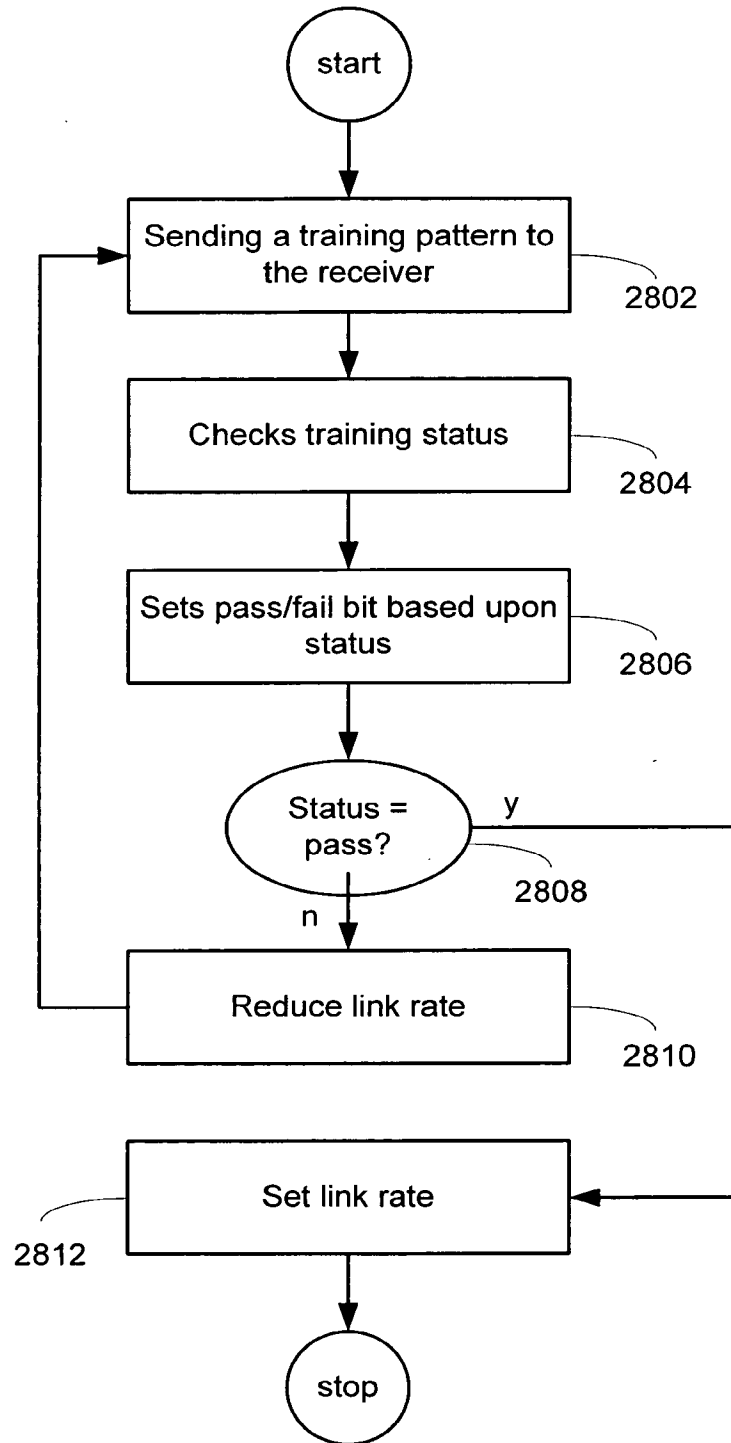 start
Sending a training pattern to
the receiver
2802
Checks training status
2804
Sets pass/fail bit based upon
status
2806
Status =
pass?
y
2808
n
Reduce link rate
2810
Set link rate
2812
stop